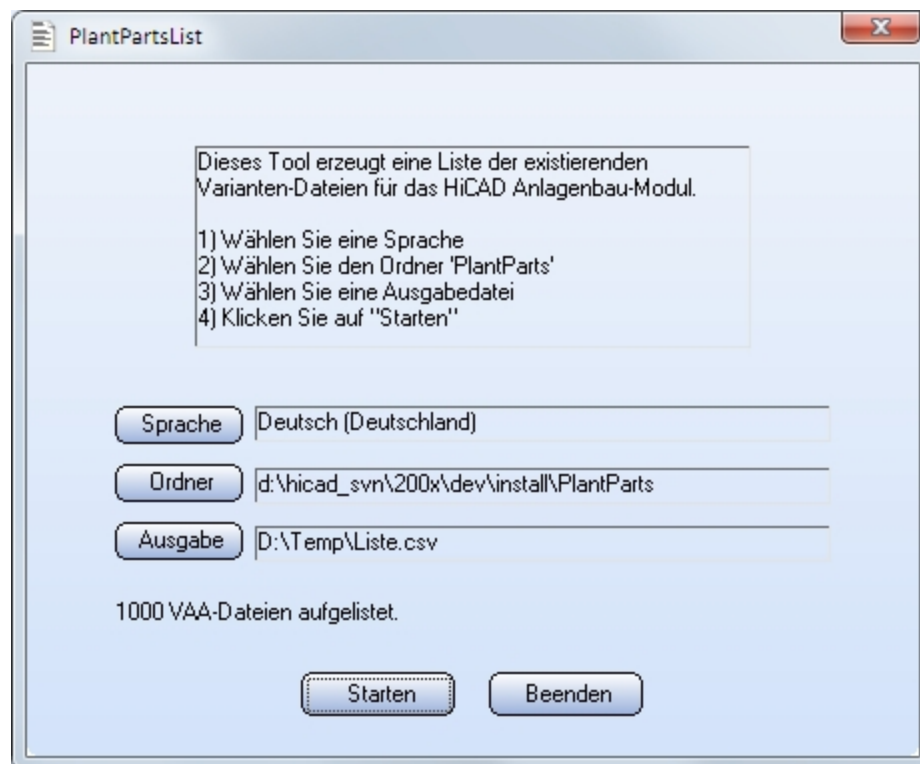 PlantPartsList
Dieses Tool erzeugt eine Liste der existierenden
Varianten-Dateien für das HiCAD Anlagenbau-Modul.
1) Wählen Sie eine Sprache
2) Wählen Sie den Ordner 'PlantParts'
3) Wählen Sie eine Ausgabedatei
4) Klicken Sie auf "Starten"
Sprache Deutsch (Deutschland)
Ordner d:\hicad_svn\200x\dev\install\PlantParts
Ausgabe D:\Temp\Liste.csv
1000 VAA-Dateien aufgelistet.
Starten Beenden